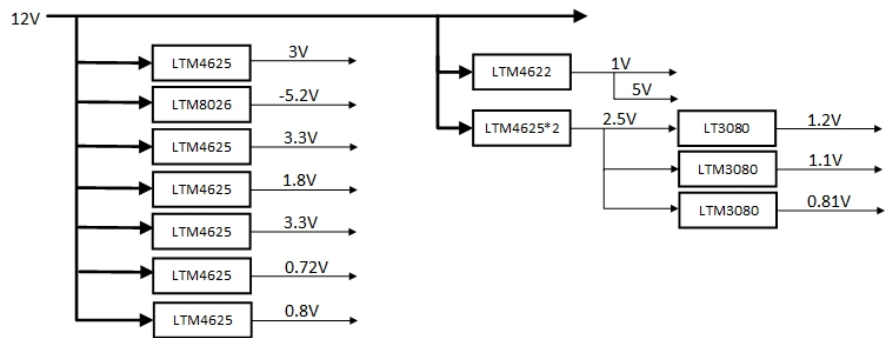 12V
LTM4625 3V
LTM8026 -5.2V
LTM4625 3.3V
LTM4625 1.8V
LTM4625 3.3V
LTM4625 0.72V
LTM4625 0.8V
LTM4622 1V
5V
LTM4625*2 2.5V LT3080 1.2V
LTM3080 1.1V
LTM3080 0.81V